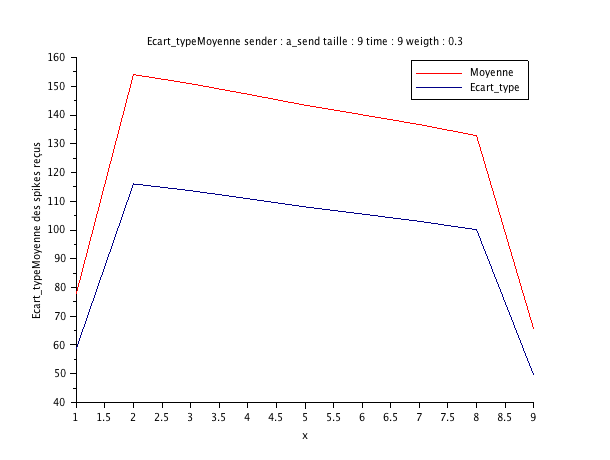 Ecart_typeMoyenne sender : a_send taille : 9 time : 9 weigth : 0.3
Moyenne
Ecart_type
Ecart_typeMoyenne des spikes reçus
160
150
140
130
120
110
100
90
80
70
60
50
40
1 1.5 2 2.5 3 3.5 4 4.5 5 5.5 6 6.5 7 7.5 8 8.5 9
x